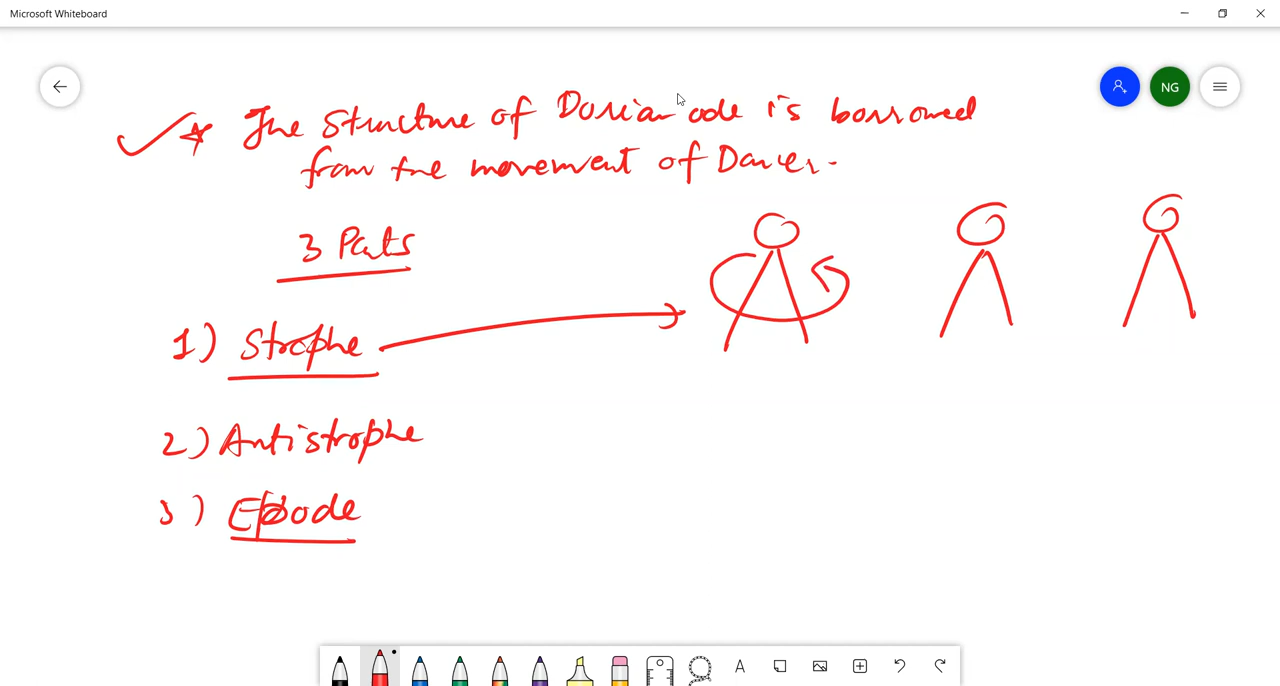 Microsoft Whiteboard
NG
The Structure of Dorian ode is borrowed
from the movement of Dancer.
3 Parts
1) Strophe
2) Antistrophe
3) Epode
A